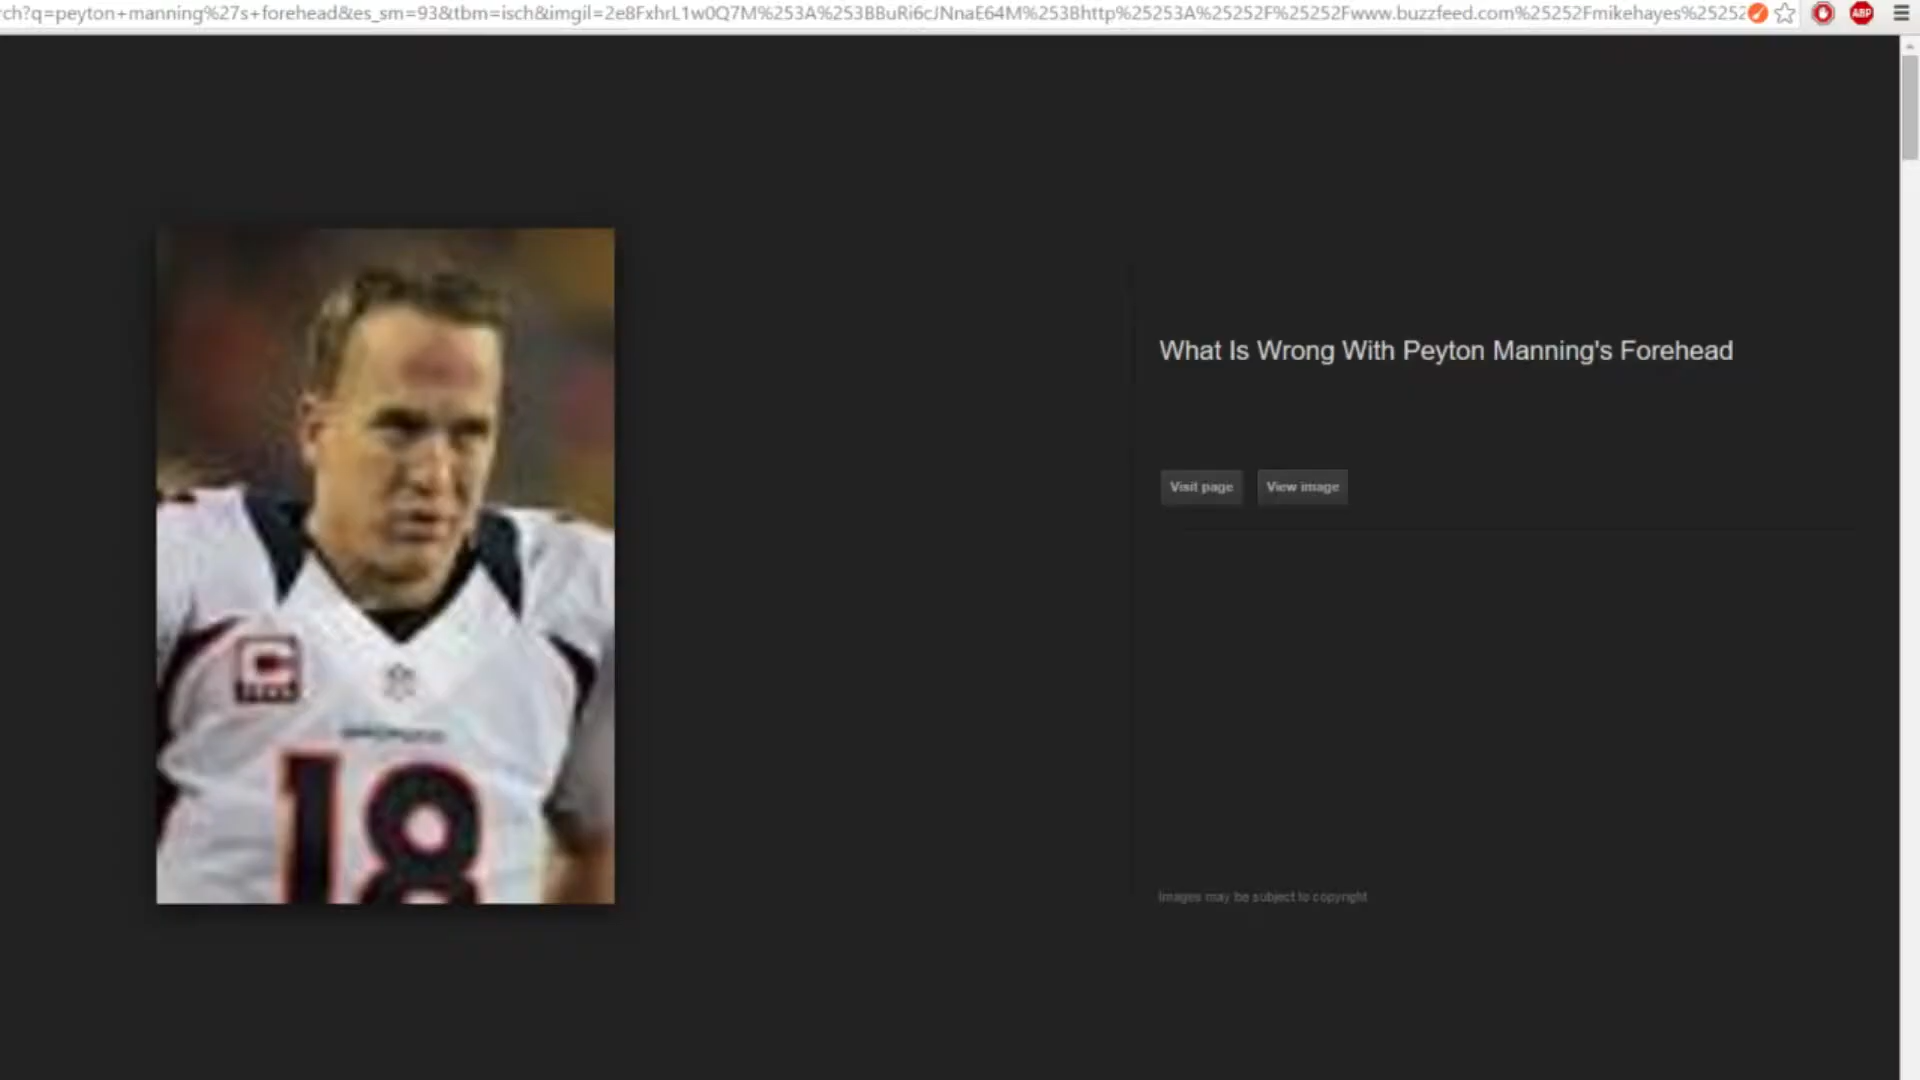 rch?q=peyton+manning%27s+forehead&es_sm=93&tbm=isch&imgil=2e8FxhrL1w0Q7M%253A%253BBuRi6cJNnaE64M%253Bhttp%25253A%25252F%25252Fwww.buzzfeed.com%25252Fmikehayes%25252
ABP
What Is Wrong With Peyton Manning's Forehead
Visit page
View image
C
18
Images may be subject to copyright